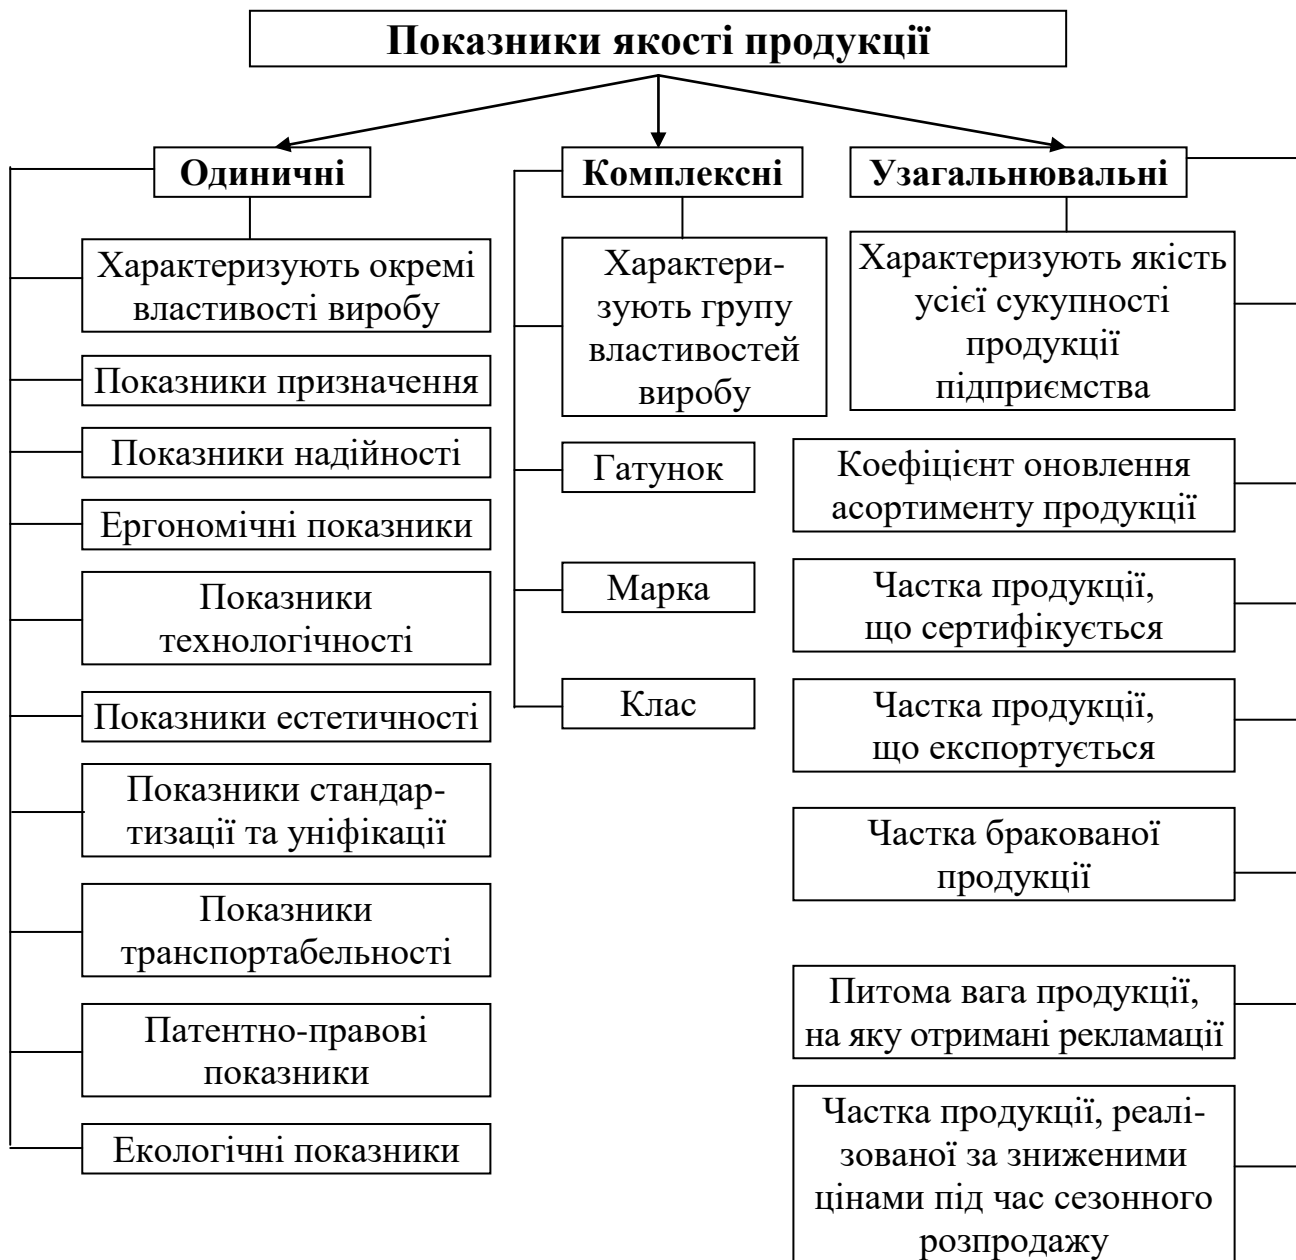 Показники якості продукції
Одиничні
Характеризують окремі
властивості виробу
Показники призначення
Показники надійності
Ергономічні показники
Показники
технологічності
Показники естетичності
Показники стандар-
тизації та уніфікації
Показники
транспортабельності
Патентно-правові
показники
Екологічні показники
Комплексні
Характери-
зують групу
властивостей
виробу
Гатунок
Марка
Клас
Узагальнювальні
Характеризують якість
усієї сукупності
продукції
підприємства
Коефіцієнт оновлення
асортименту продукції
Частка продукції,
що сертифікується
Частка продукції,
що експортується
Частка бракованої
продукції
Питома вага продукції,
на яку отримані рекламації
Частка продукції, реалі-
зованої за зниженими
цінами під час сезонного
розпродажу